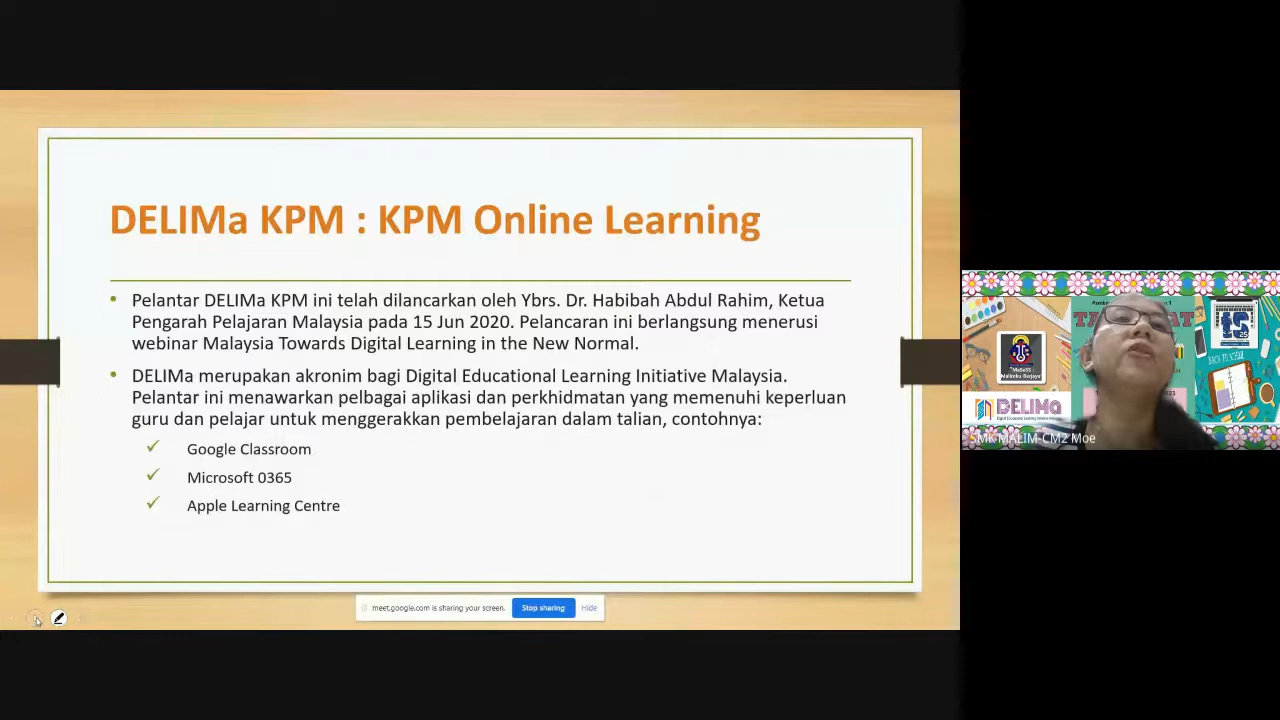 DELIMa KPM : KPM Online Learning
Pelantar DELIMa KPM ini telah dilancarkan oleh Ybrs. Dr. Habibah Abdul Rahim, Ketua
Pengarah Pelajaran Malaysia pada 15 Jun 2020. Pelancaran ini berlangsung menerusi
webinar Malaysia Towards Digital Learning in the New Normal.
DELIMa merupakan akronim bagi Digital Educational Learning Initiative Malaysia.
Pelantar ini menawarkan pelbagai aplikasi dan perkhidmatan yang memenuhi keperluan
guru dan pelajar untuk menggerakkan pembelajaran dalam talian, contohnya:
Google Classroom
Microsoft 0365
Apple Learning Centre
meet.google.com is sharing your screen.
Stop sharing
Hide
DELIMa
BACK TO SCHOOL
SMK MALIM-CM2 Moe